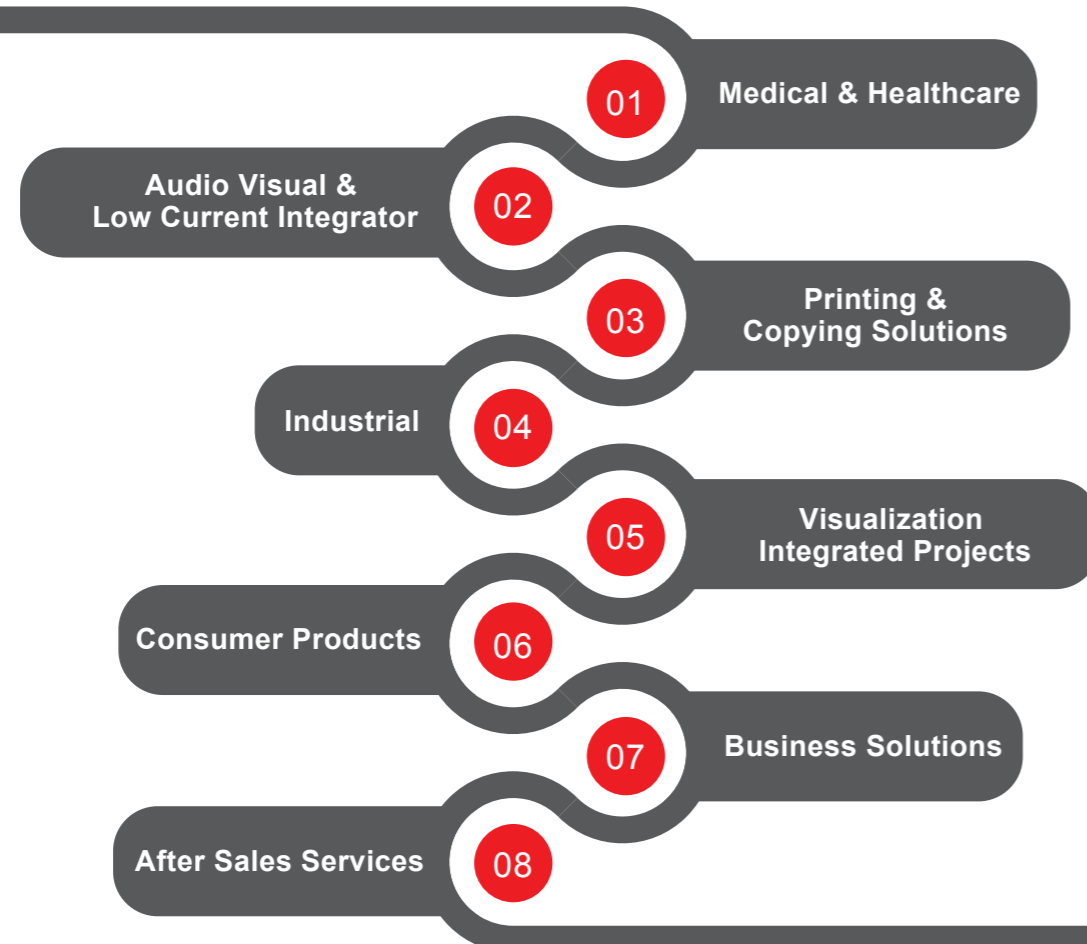 01
Medical & Healthcare
02
Audio Visual &
Low Current Integrator
03
Printing &
Copying Solutions
04
Industrial
05
Visualization
Integrated Projects
06
Consumer Products
07
Business Solutions
08
After Sales Services